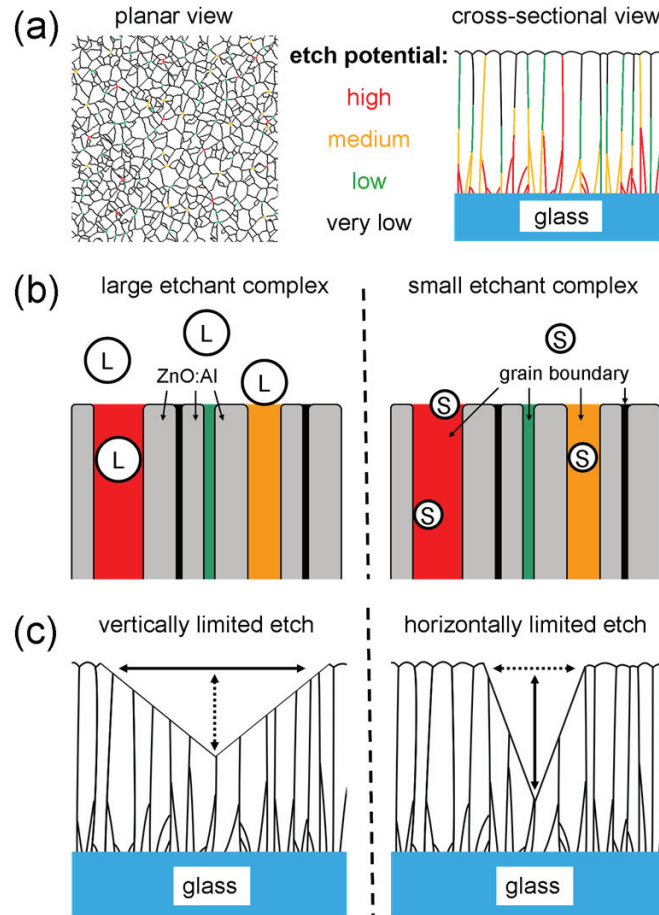 (a)
planar view
cross-sectional view
etch potential:
high
medium
low
very low
glass
(b)
large etchant complex
small etchant complex
L
L
L
L
ZnO:Al
S
S
S
S
grain boundary
(c)
vertically limited etch
horizontally limited etch
glass
glass